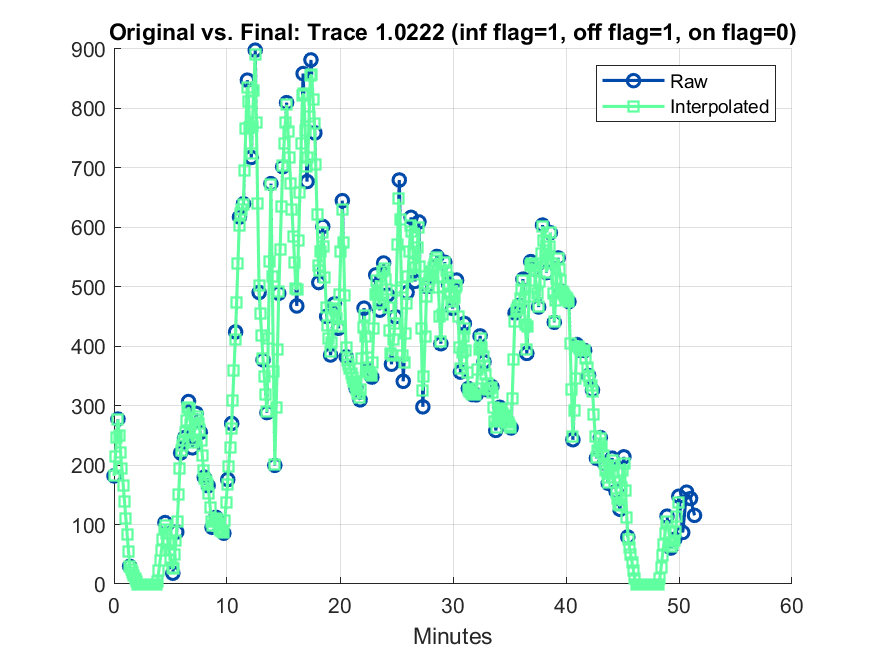 Original vs. Final: Trace 1.0222 (inf flag=1, off flag=1, on flag=0)
900
800
700
600
500
400
300
200
100
0
Raw
Interpolated
0 10 20 30 40 50 60
Minutes